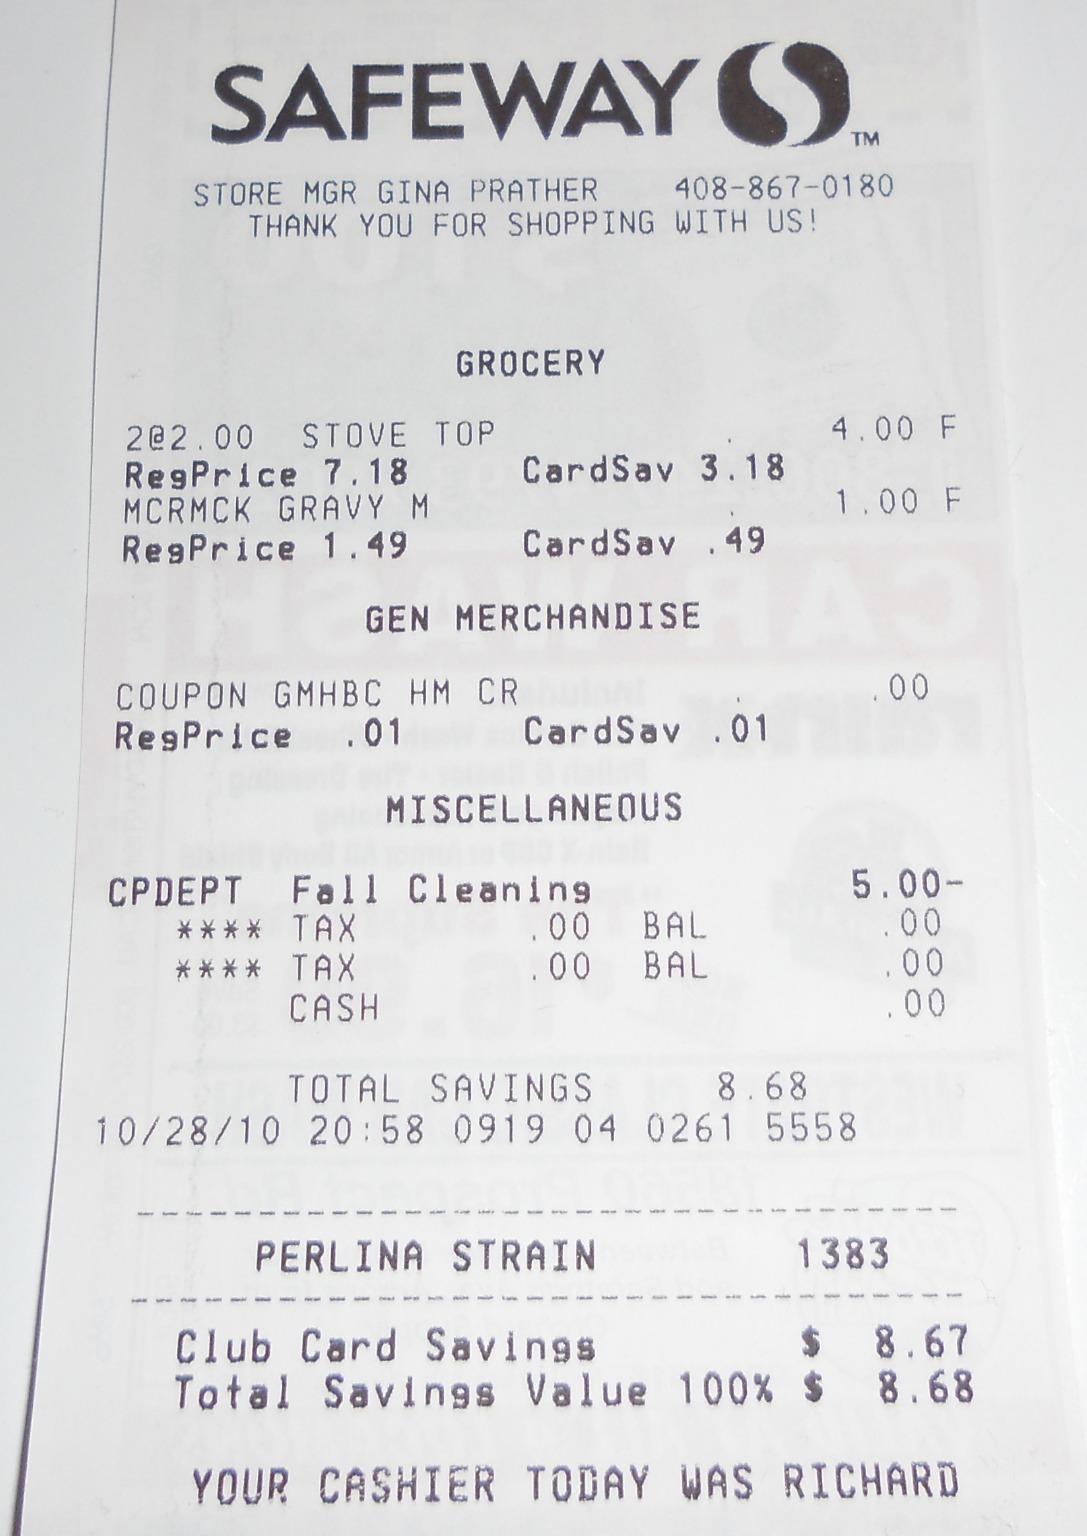 SAFEWAY TM
STORE MGR GINA PRATHER 408-867-0180
THANK YOU FOR SHOPPING WITH US!
GROCERY
2@2.00 STOVE TOP 4.00 F
RegPrice 7.18 CardSav 3.18
MCRMCK GRAVY M 1.00 F
RegPrice 1.49 CardSav .49
GEN MERCHANDISE
COUPON GMHBC HM CR .00
RegPrice .01 CardSav .01
MISCELLANEOUS
CPDEPT Fall Cleaning 5.00-
**** TAX .00 BAL .00
**** TAX .00 BAL .00
CASH .00
TOTAL SAVINGS 8.68
10/28/10 20:58 0919 04 0261 5558
PERLINA STRAIN 1383
Club Card Savings $ 8.67
Total Savings Value 100% $ 8.68
YOUR CASHIER TODAY WAS RICHARD